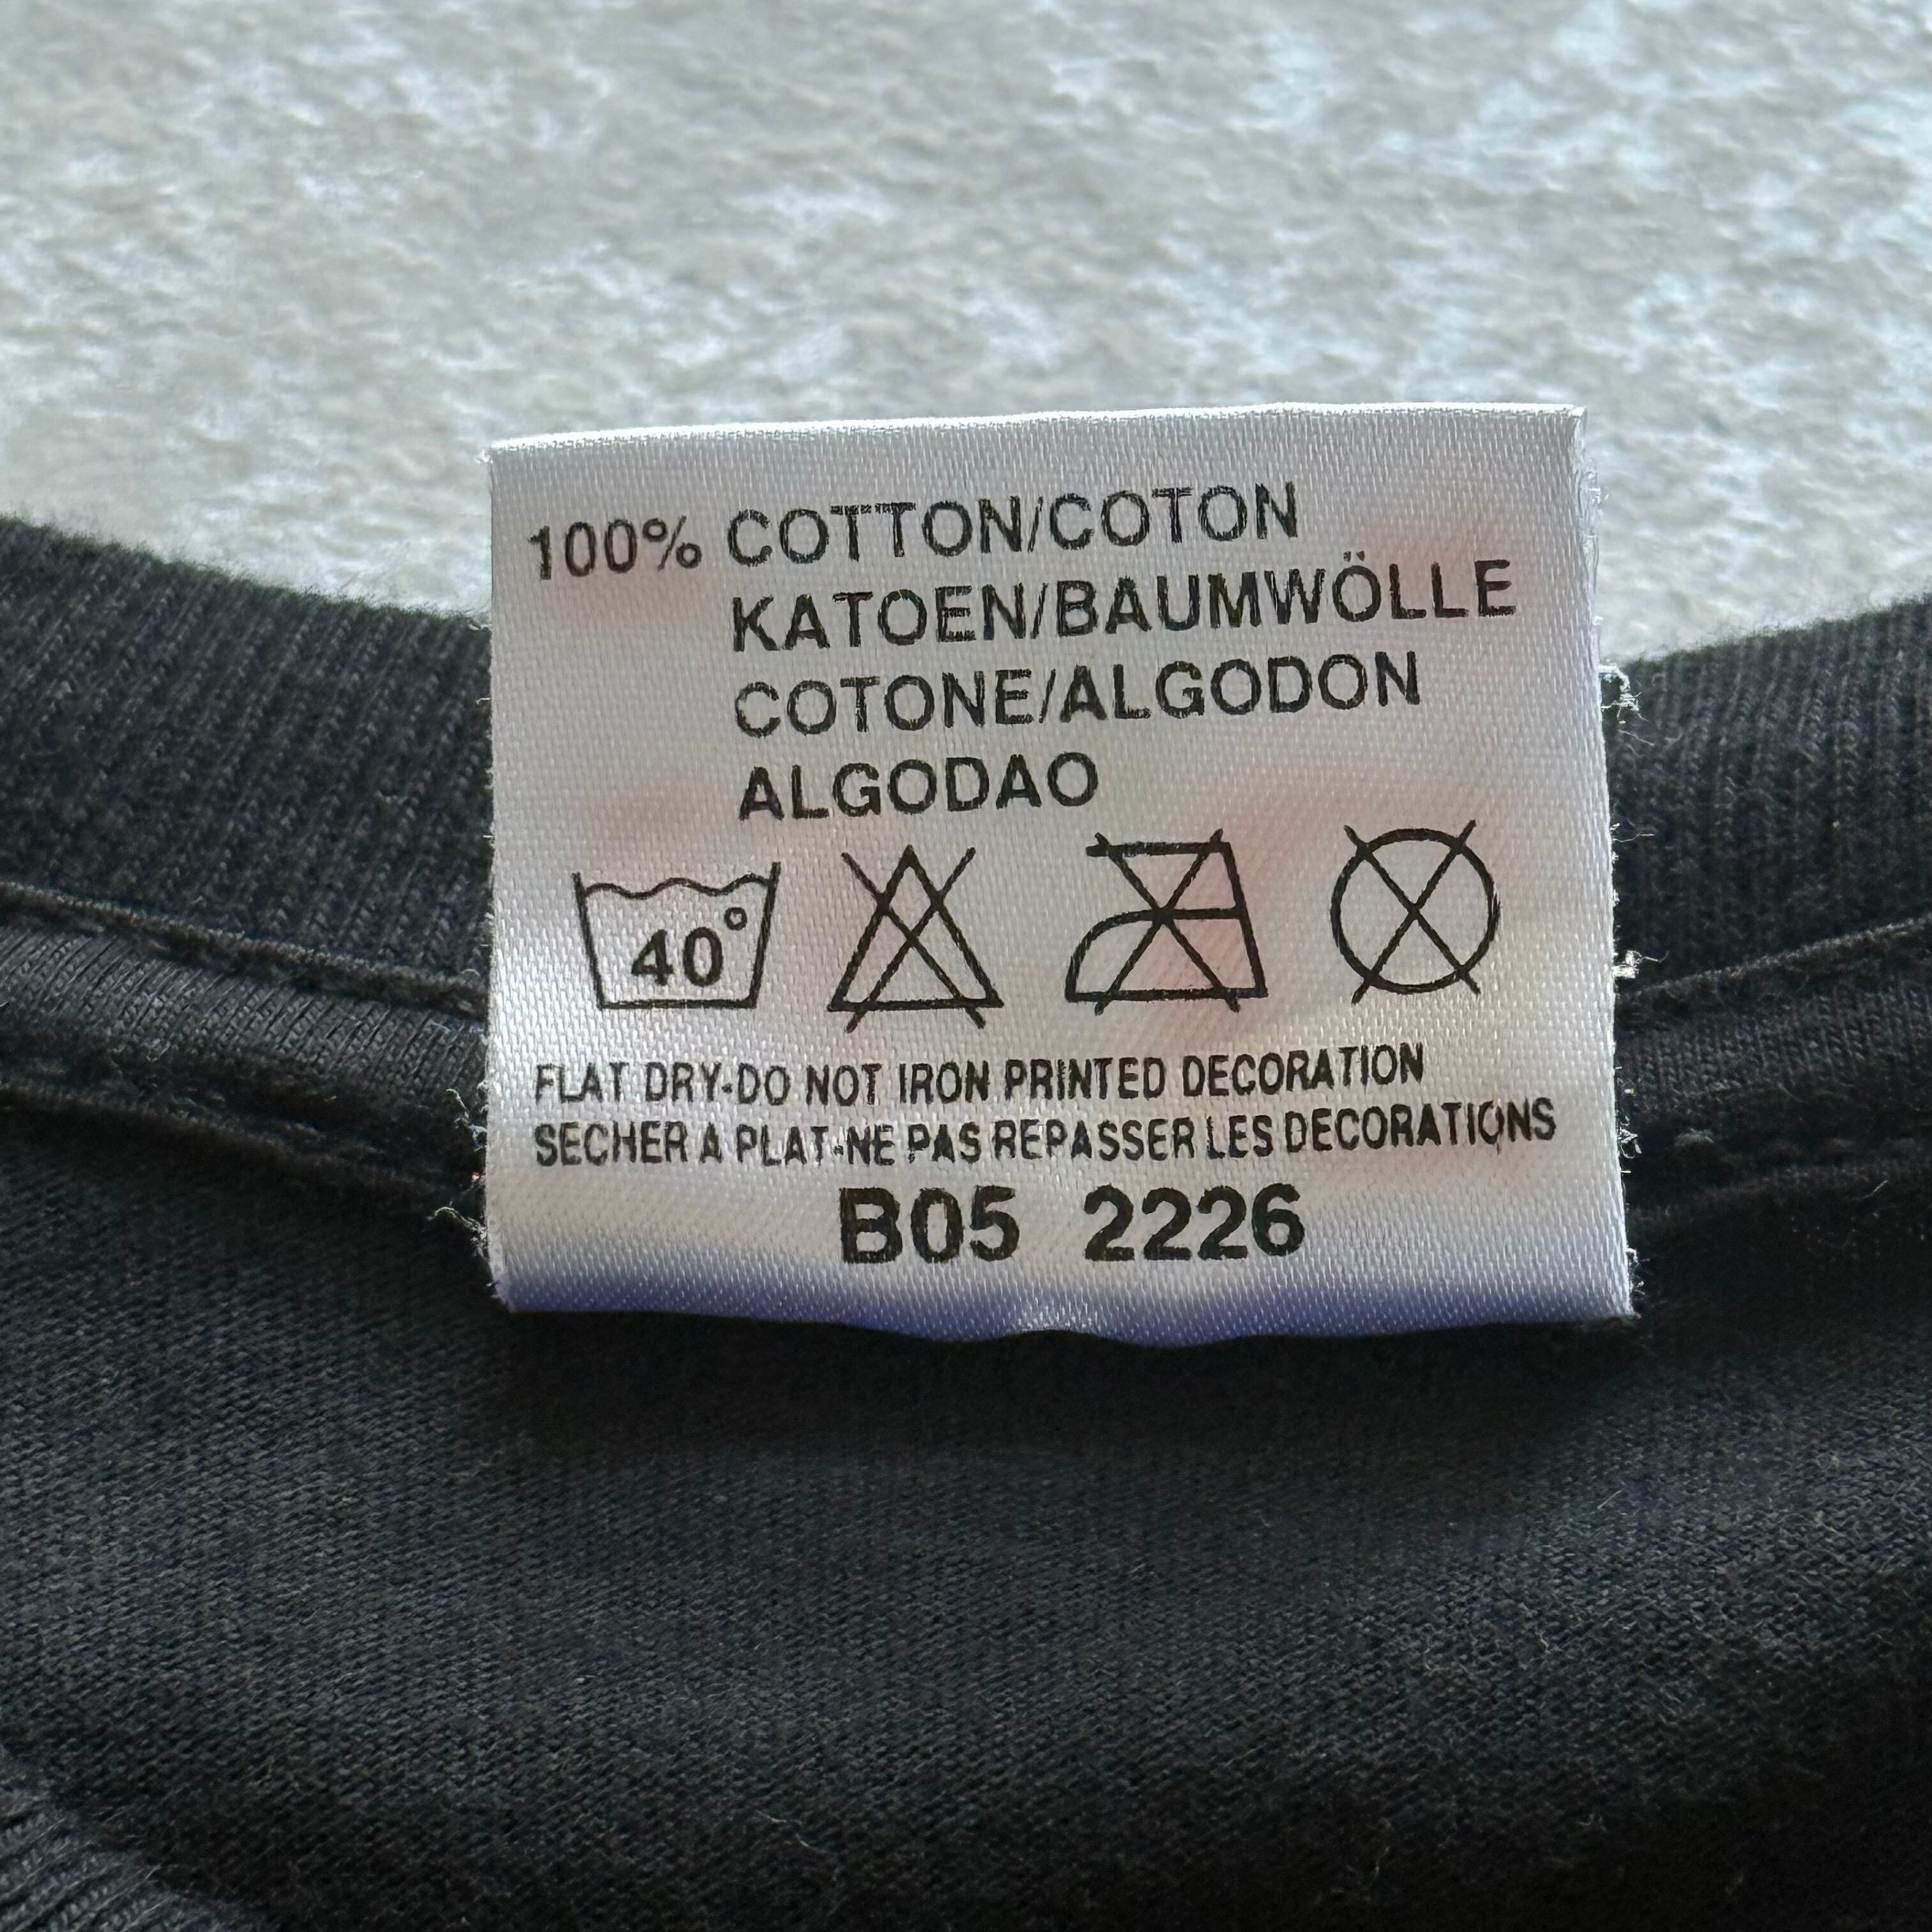 100% COTTON/COTON
KATOEN/BAUMWÖLLE
COTONE/ALGODON
ALGODAO
40°
FLAT DRY-DO NOT IRON PRINTED DECORATION
SECHER A PLAT-NE PAS REPASSER LES DECORATIONS
B05 2226